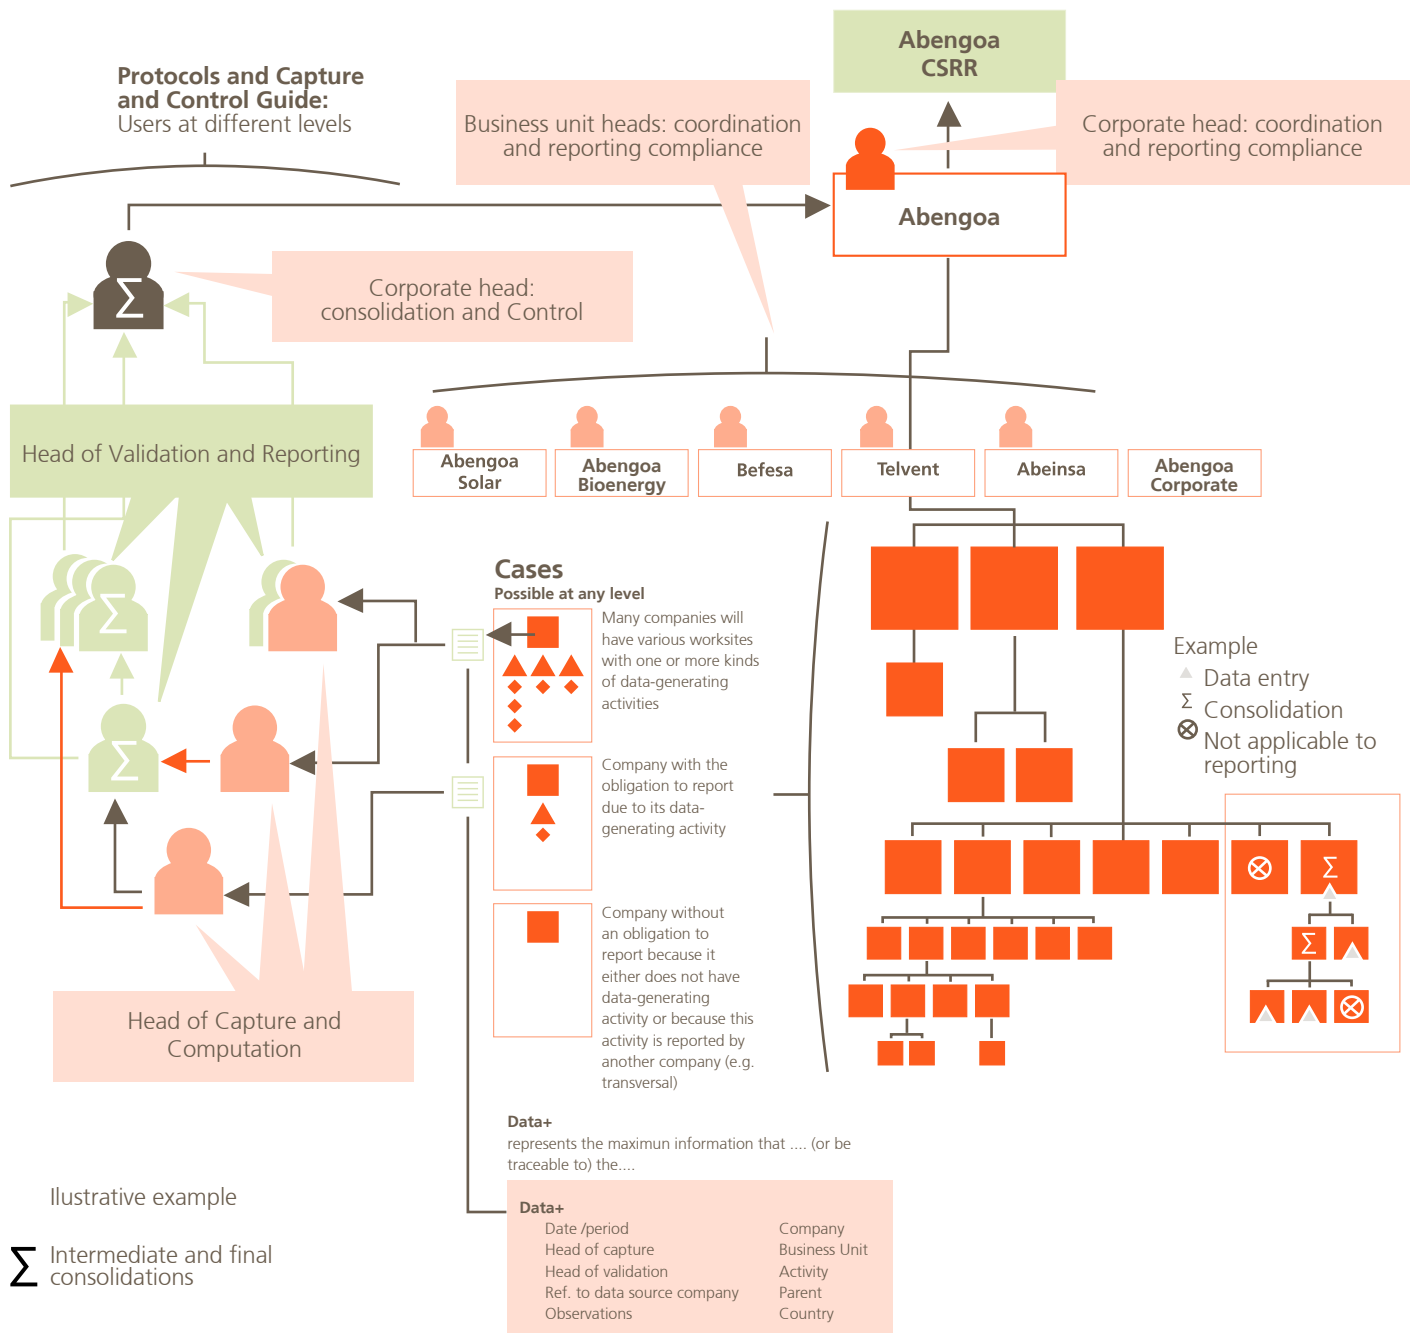 Abengoa
CSRR
Protocols and Capture
and Control Guide:
Users at different levels
Business unit heads: coordination
and reporting compliance
Corporate head: coordination
and reporting compliance
Abengoa
Σ
Corporate head:
consolidation and Control
Head of Validation and Reporting
Abengoa
Solar
Abengoa
Bioenergy
Befesa
Telvent
Abeinsa
Abengoa
Corporate
Cases
Possible at any level
Many companies will
have various worksites
with one or more kinds
of data-generating
activities
Σ
Σ
Company with the
obligation to report
due to its data-
generating activity
Company without
an obligation to
report because it
either does not have
data-generating
activity or because this
activity is reported by
another company (e.g.
transversal)
Example
Data entry
Σ Consolidation
Not applicable to
reporting
Σ
Σ
Head of Capture and
Computation
Data+
represents the maximun information that .... (or be
traceable to) the....
Data+
Date /period
Head of capture
Head of validation
Ref. to data source company
Observations
Company
Business Unit
Activity
Parent
Country
Ilustrative example
Σ Intermediate and final
consolidations